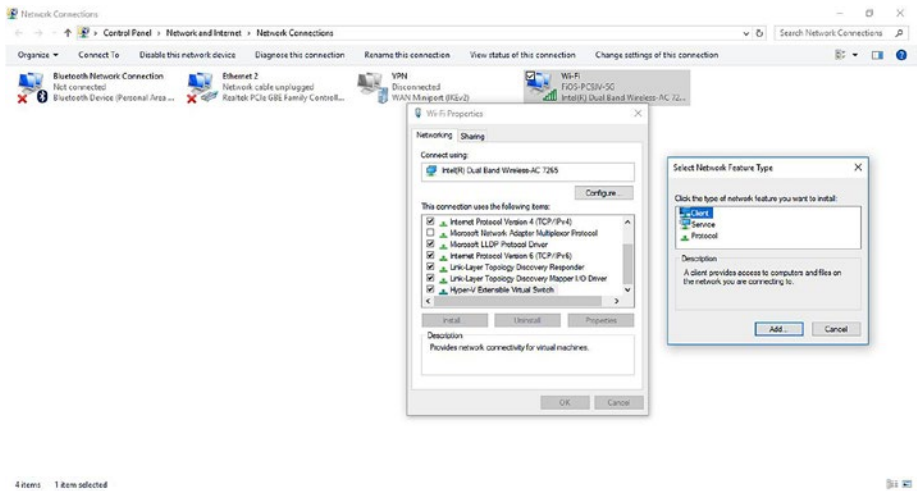 Network Connections
Control Panel › Network and Internet › Network Connections
Search Network Connections
Organize
Connect To
Disable this network device
Diagnose this connection
Rename this connection
View status of this connection
Change settings of this connection
Bluetooth Network Connection
Not connected
Bluetooth Device (Personal Area ...
Ethernet 2
Network cable unplugged
Realtek PCIe GBE Family Controll...
VPN
Disconnected
WAN Miniport (IKEv2)
Wi-Fi
Intel(R) Dual Band Wireless-AC 72...
Wi-Fi Properties
Networking
Sharing
Connect using:
Intel(R) Dual Band Wireless-AC 7265
Configure...
This connection uses the following items:
Internet Protocol Version 4 (TCP/IPv4)
Microsoft Network Adapter Multiplexor Protocol
Microsoft LLDP Protocol Driver
Internet Protocol Version 6 (TCP/IPv6)
Link-Layer Topology Discovery Responder
Link-Layer Topology Discovery Mapper I/O Driver
Hyper-V Extensible Virtual Switch
Install...
Uninstall
Properties
Description
Provides network connectivity for virtual machines.
OK
Cancel
Select Network Feature Type
Click the type of network feature you want to install:
Client
Service
Protocol
Description
A client provides access to computers and files on
the network you are connecting to.
Add...
Cancel
4 items
1 item selected